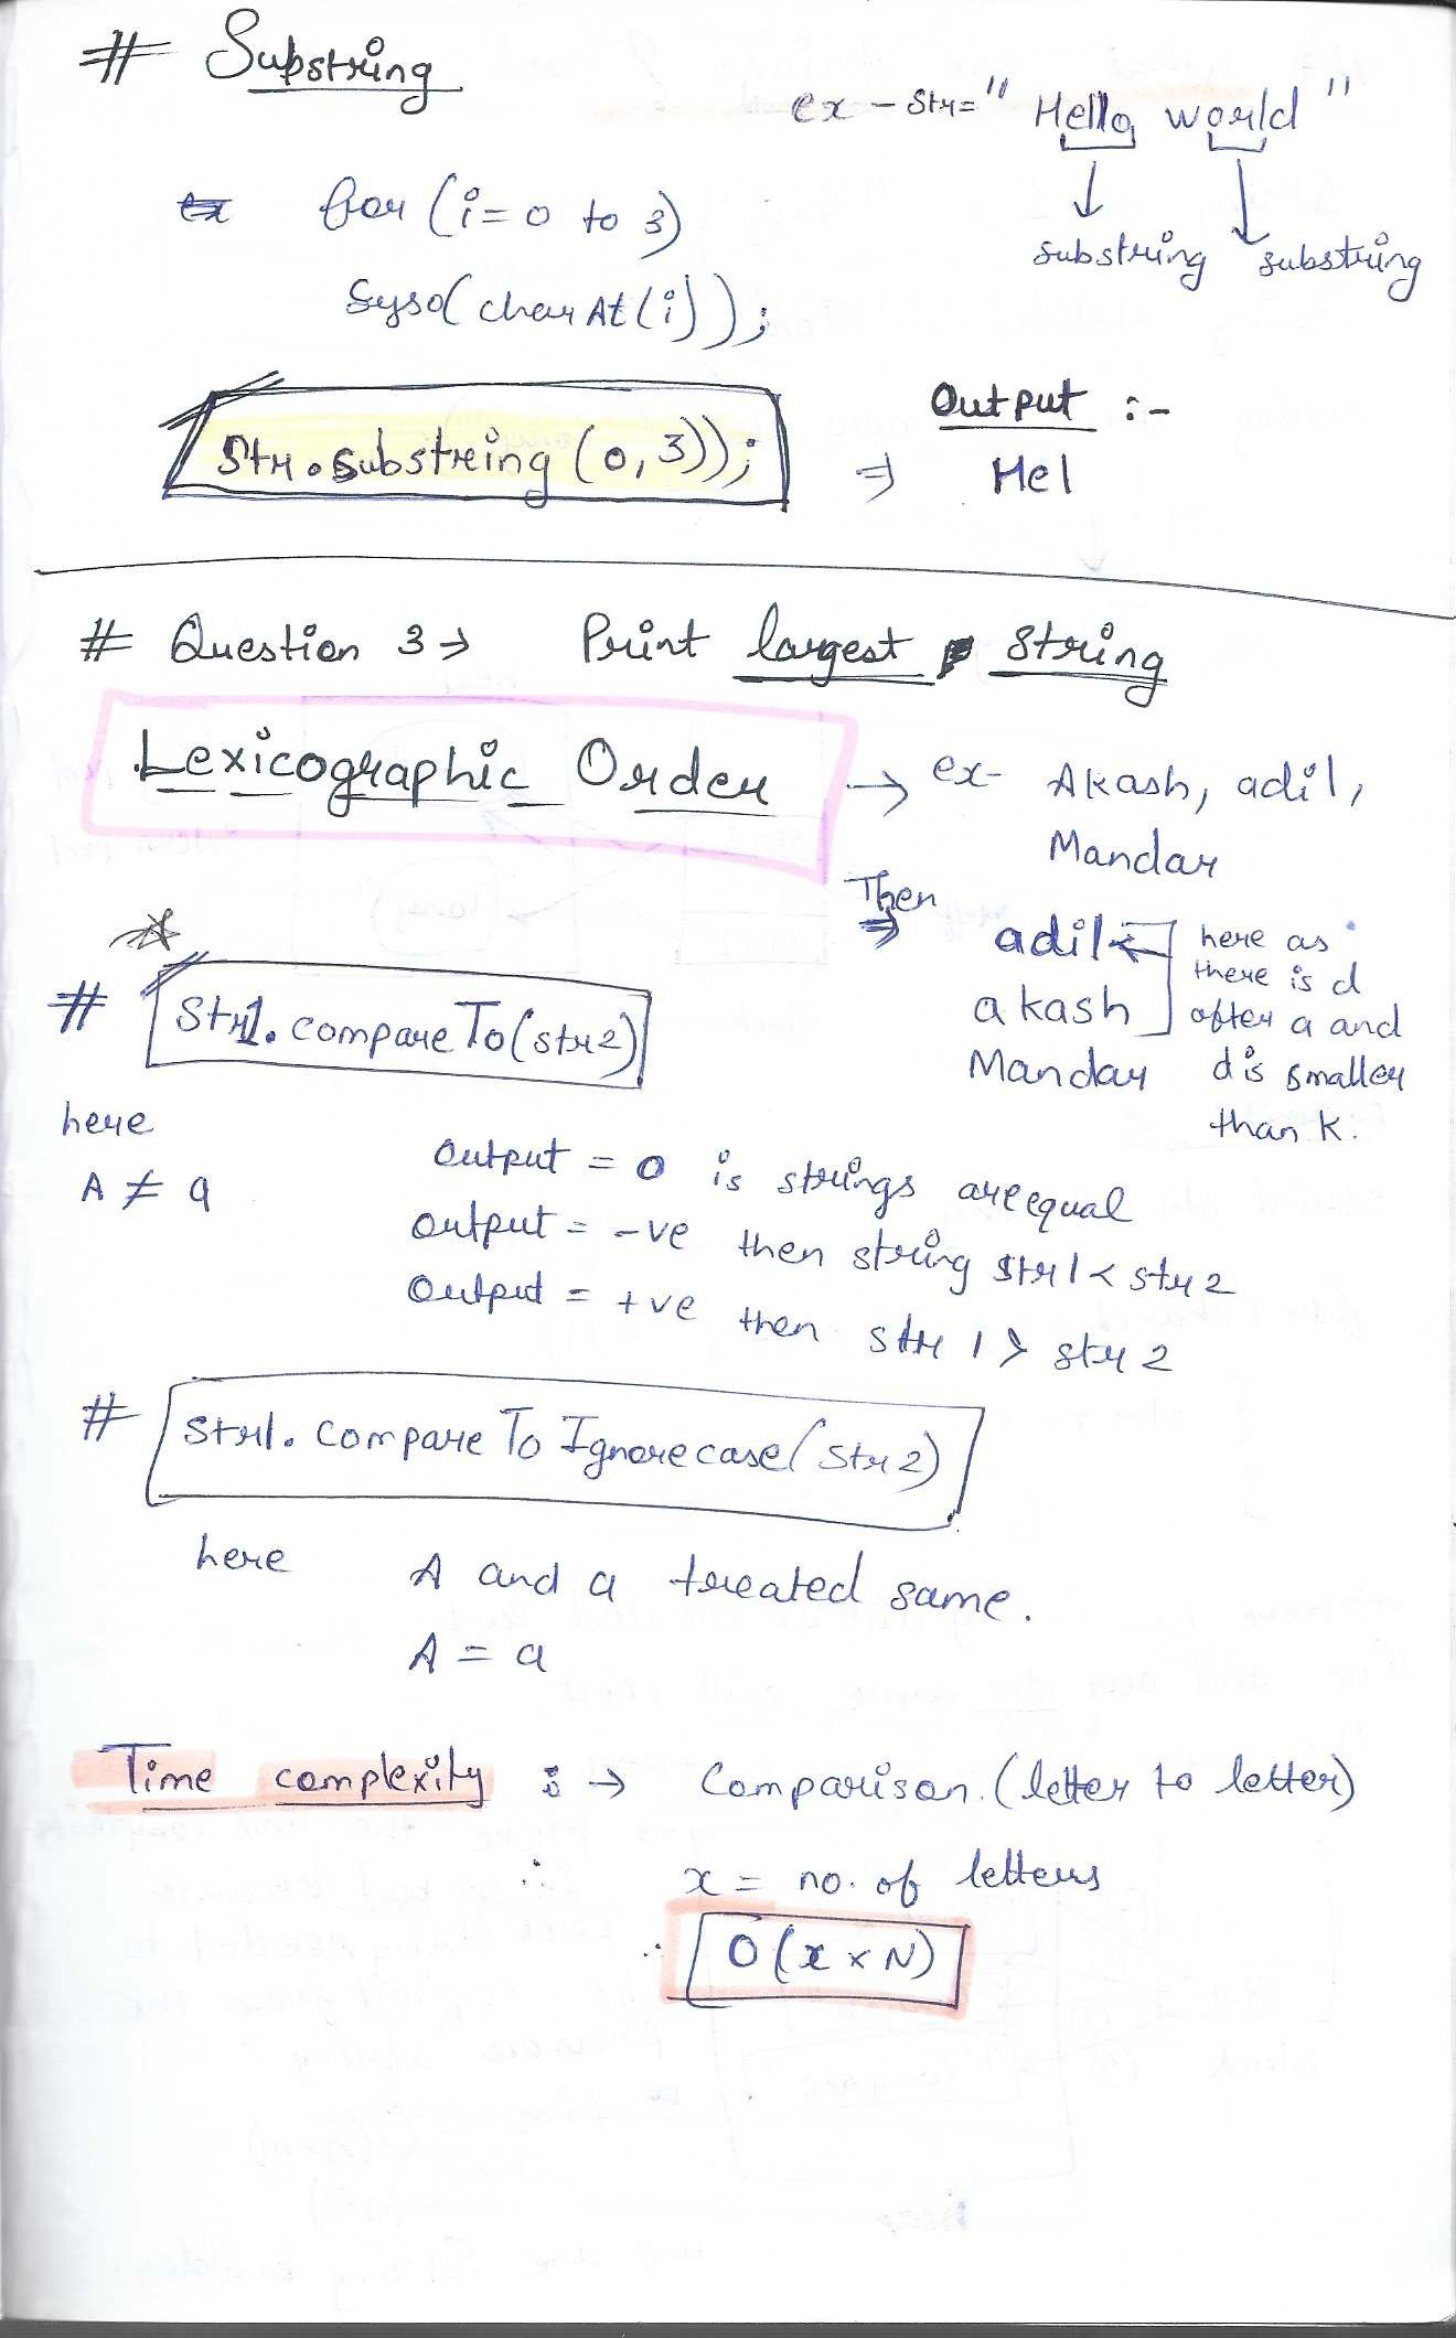 # Substring
ex - Str= " Hello, world "
substring substring
for (i=0 to 3)
Syso(charAt(i));
Output :-
Str.substring (0,3)); ⇒ Hel
# Question 3 → Print largest String
Lexicographic Order → ex- Akash, adil,
Mandar
Then
⇒ adil ← here as
there is d
akash after a and
Mandar d is smaller
than k.
# Str1.compareTo(str2)
here
A ≠ a
Output = 0 is strings are equal
output = -ve then string str1 < str2
Output = +ve then str 1 > str 2
# Str1.compareToIgnorecase(Str2)
here A and a treated same.
A = a
Time complexity : → Comparison. (letter to letter)
∴ x = no. of letters
∴ O(x × N)